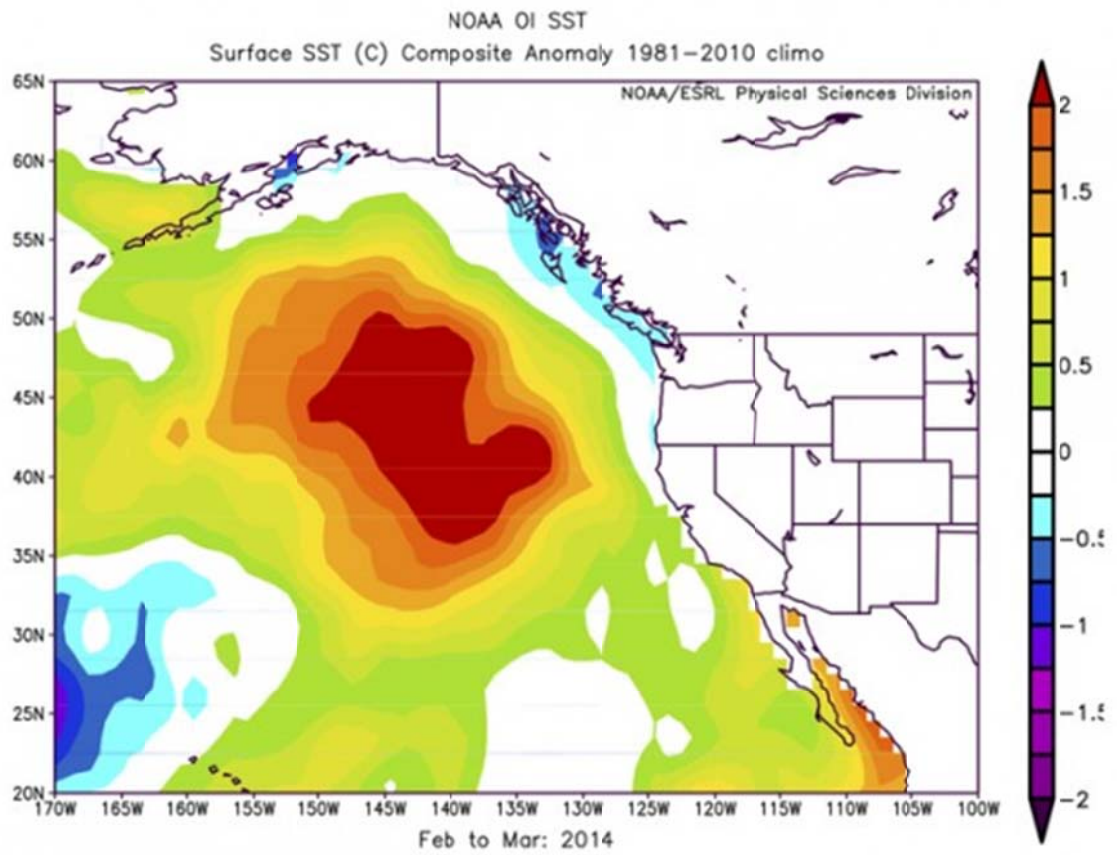 NOAA OI SST
Surface SST (C) Composite Anomaly 1981-2010 climo
NOAA/ESRL Physical Sciences Division
65N
60N
55N
50N
45N
40N
35N
30N
25N
20N
170W 165W 160W 155W 150W 145W 140W 135W 130W 125W 120W 115W 110W 105W 100W
Feb to Mar: 2014
2
1.5
1
0.5
0
-0.5
-1
-1.5
-2